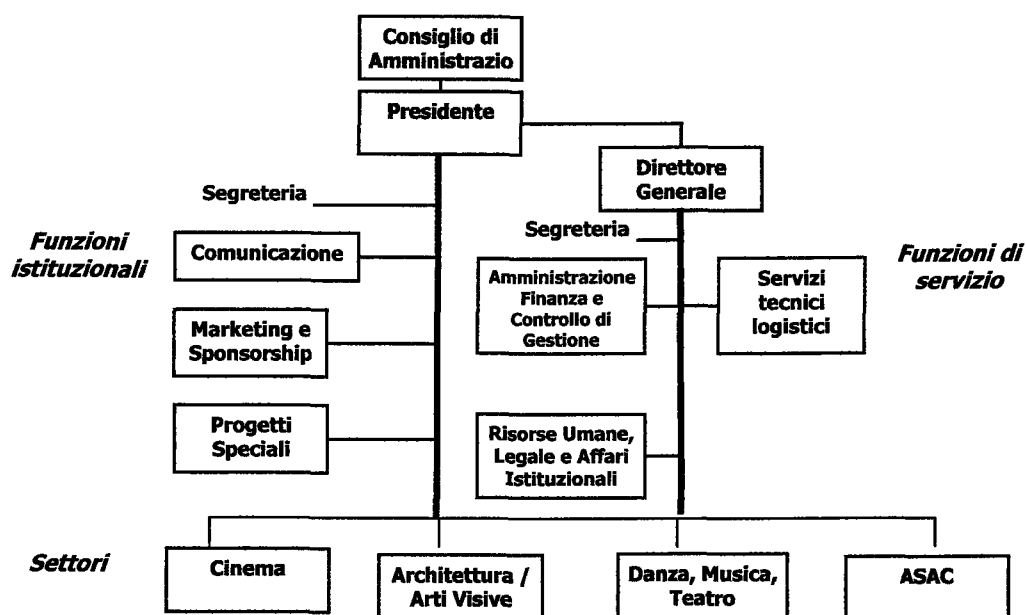 Consiglio di
Amministrazio
Presidente
Direttore
Generale
Segreteria
Segreteria
Funzioni
istituzionali
Comunicazione
Amministrazione
Finanza e
Controllo di
Gestione
Servizi
tecnici
logistici
Funzioni di
servizio
Marketing e
Sponsorship
Progetti
Speciali
Risorse Umane,
Legale e Affari
Istituzionali
Settori
Cinema
Architettura /
Arti Visive
Danza, Musica,
Teatro
ASAC